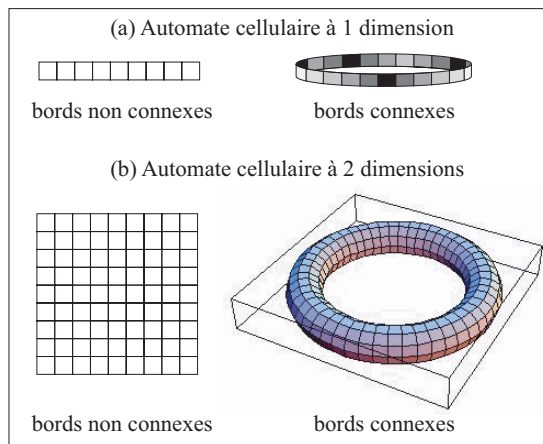 (a) Automate cellulaire à 1 dimension
bords non connexes
bords connexes
(b) Automate cellulaire à 2 dimensions
bords non connexes
bords connexes